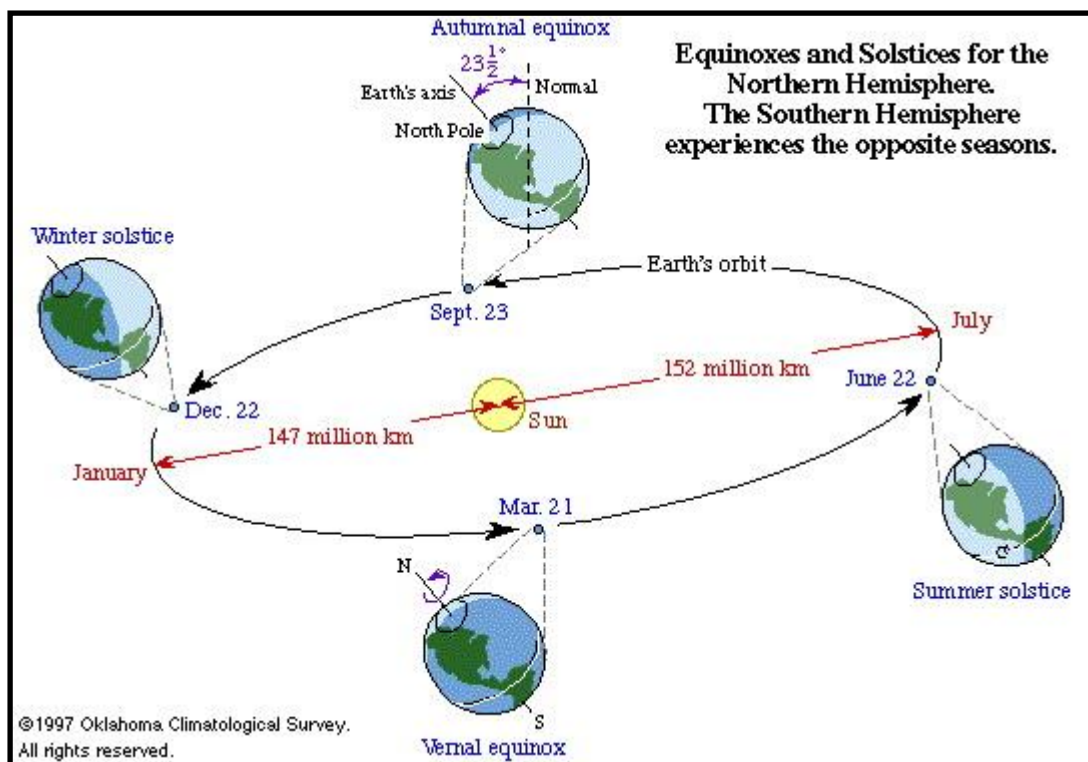 Autumnal equinox
23 1/2°
Earth's axis
Normal
North Pole
Equinoxes and Solstices for the
Northern Hemisphere.
The Southern Hemisphere
experiences the opposite seasons.
Winter solstice
Earth's orbit
Sept. 23
July
152 million km
June 22
Dec. 22
Sun
147 million km
January
Mar. 21
N
Summer solstice
S
Vernal equinox
©1997 Oklahoma Climatological Survey.
All rights reserved.